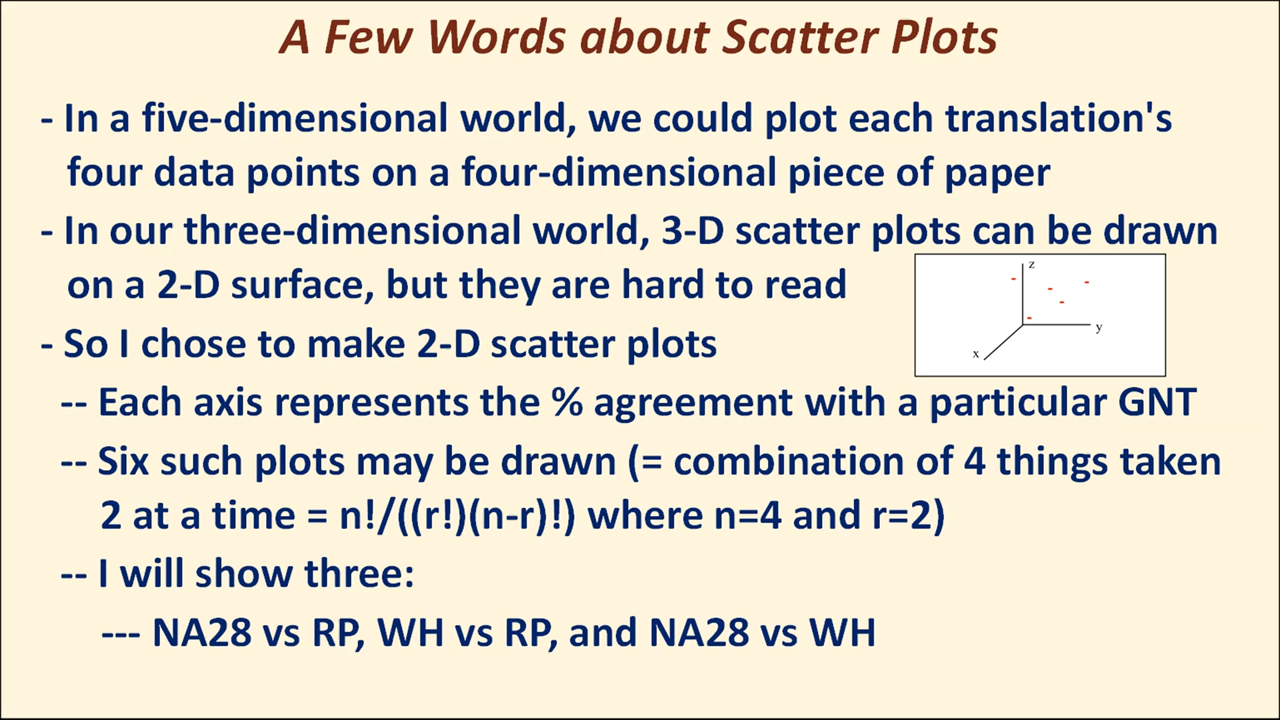 A Few Words about Scatter Plots
- In a five-dimensional world, we could plot each translation's
four data points on a four-dimensional piece of paper
- In our three-dimensional world, 3-D scatter plots can be drawn
on a 2-D surface, but they are hard to read
z
y
x
- So I chose to make 2-D scatter plots
-- Each axis represents the % agreement with a particular GNT
-- Six such plots may be drawn (= combination of 4 things taken
2 at a time = n!/((r!)(n-r)!) where n=4 and r=2)
-- I will show three:
--- NA28 vs RP, WH vs RP, and NA28 vs WH